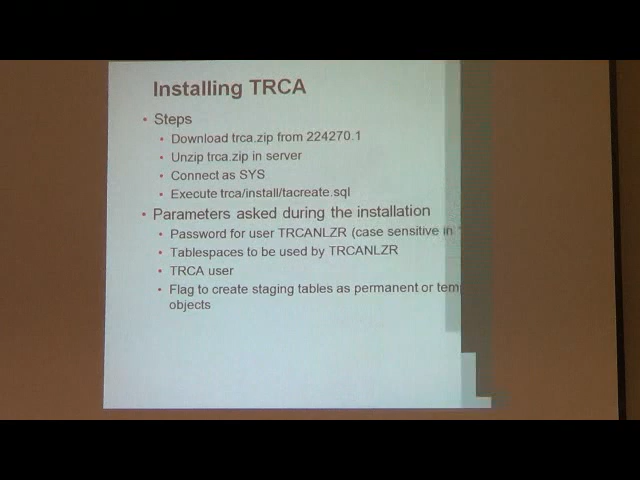 Installing TRCA
• Steps
• Download trca.zip from 224270.1
• Unzip trca.zip in server
• Connect as SYS
• Execute trca/install/tacreate.sql
• Parameters asked during the installation
• Password for user TRCANLZR (case sensitive in
• Tablespaces to be used by TRCANLZR
• TRCA user
• Flag to create staging tables as permanent or
objects